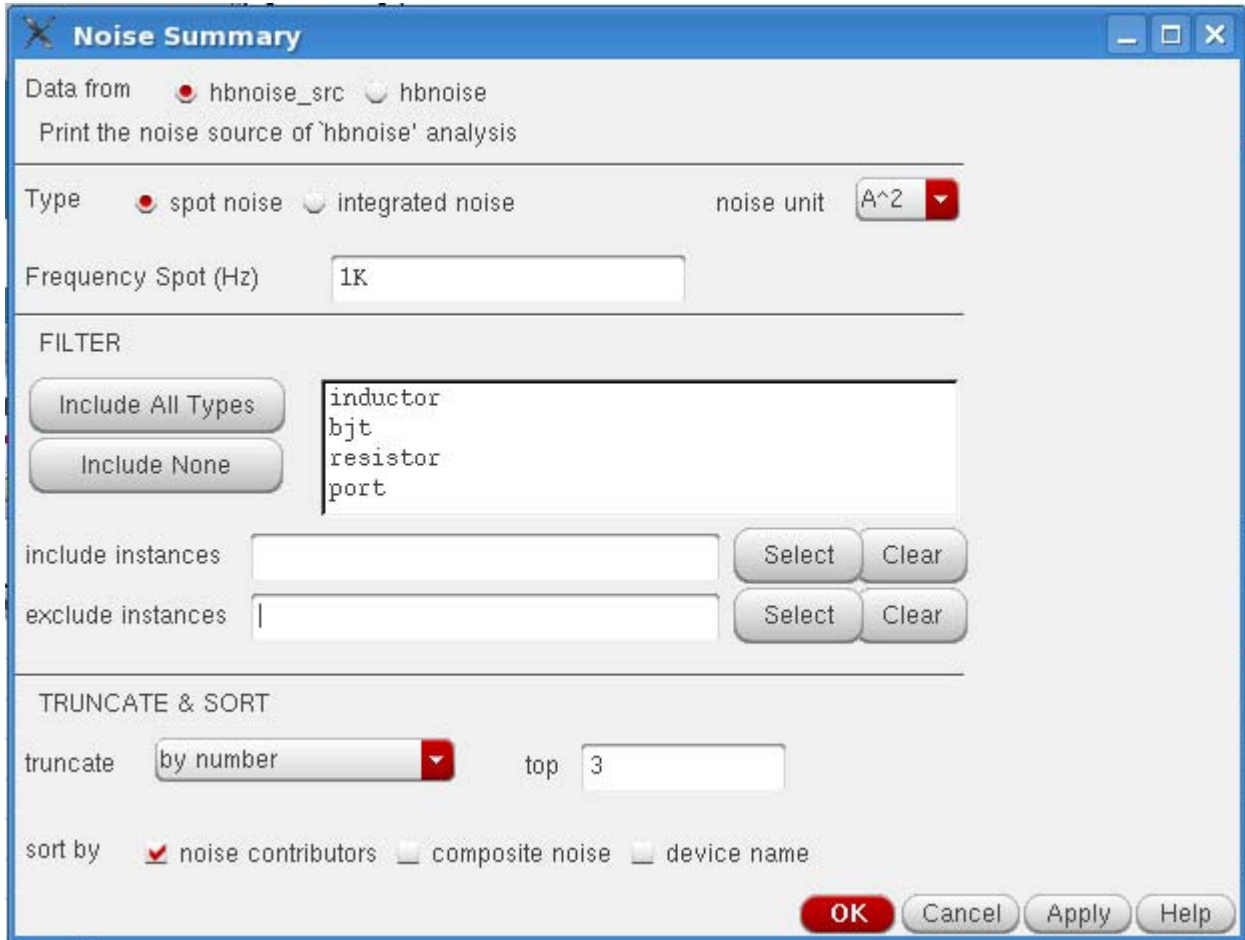 Noise Summary
Data from hbnoise_src hbnoise
Print the noise source of `hbnoise' analysis
Type spot noise integrated noise noise unit A^2
Frequency Spot (Hz) 1K
FILTER
Include All Types
Include None
inductor
bjt
resistor
port
include instances Select Clear
exclude instances Select Clear
TRUNCATE & SORT
truncate by number top 3
sort by noise contributors composite noise device name
OK Cancel Apply Help